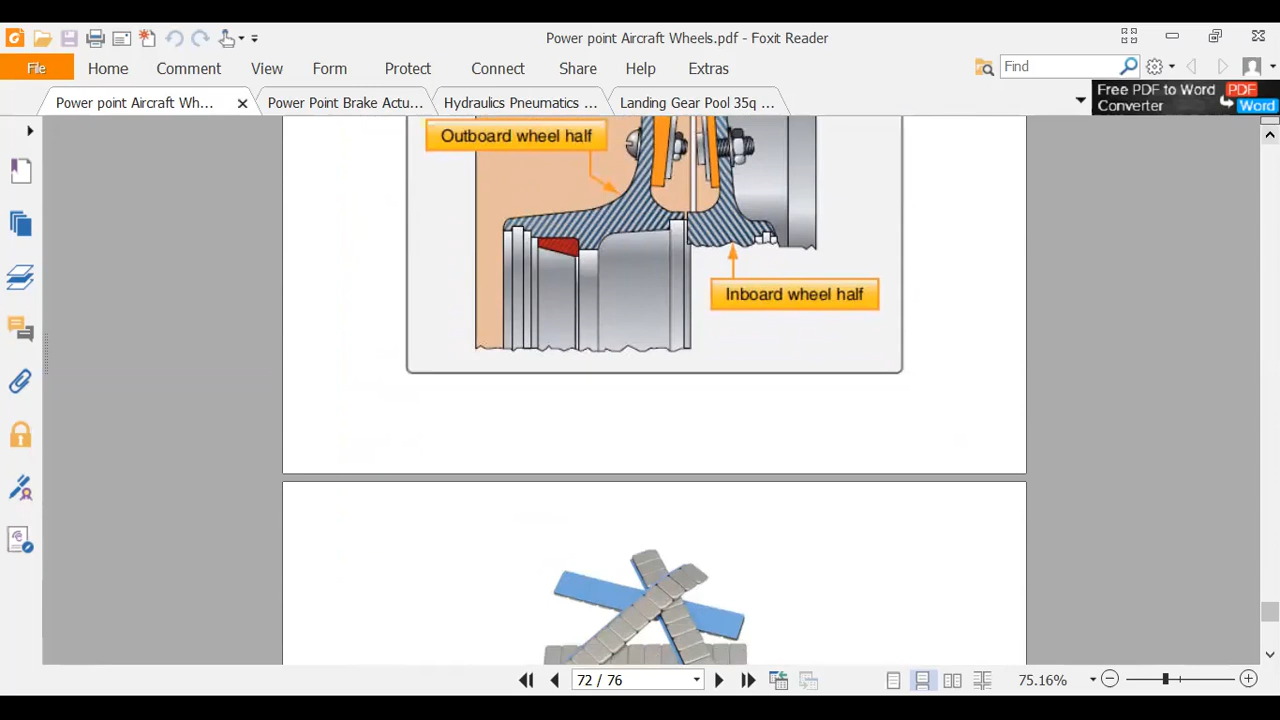 Power point Aircraft Wheels.pdf - Foxit Reader
File Home Comment View Form Protect Connect Share Help Extras Find
Power point Aircraft Wh... Power Point Brake Actu... Hydraulics Pneumatics ... Landing Gear Pool 35q ... Free PDF to Word PDF
Converter Word
Outboard wheel half
Inboard wheel half
72 / 76 75.16%